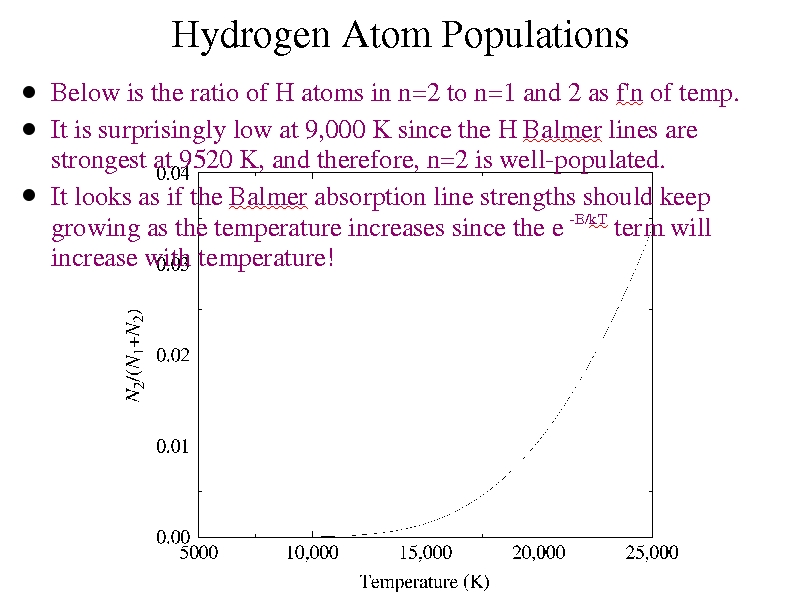 Hydrogen Atom Populations
● Below is the ratio of H atoms in n=2 to n=1 and 2 as f'n of temp.
● It is surprisingly low at 9,000 K since the H Balmer lines are
strongest at 9520 K, and therefore, n=2 is well-populated.
● It looks as if the Balmer absorption line strengths should keep
growing as the temperature increases since the e -E/kT term will
increase with temperature!
0.04
0.03
0.02
0.01
0.00
N2/(N1+N2)
5000 10,000 15,000 20,000 25,000
Temperature (K)